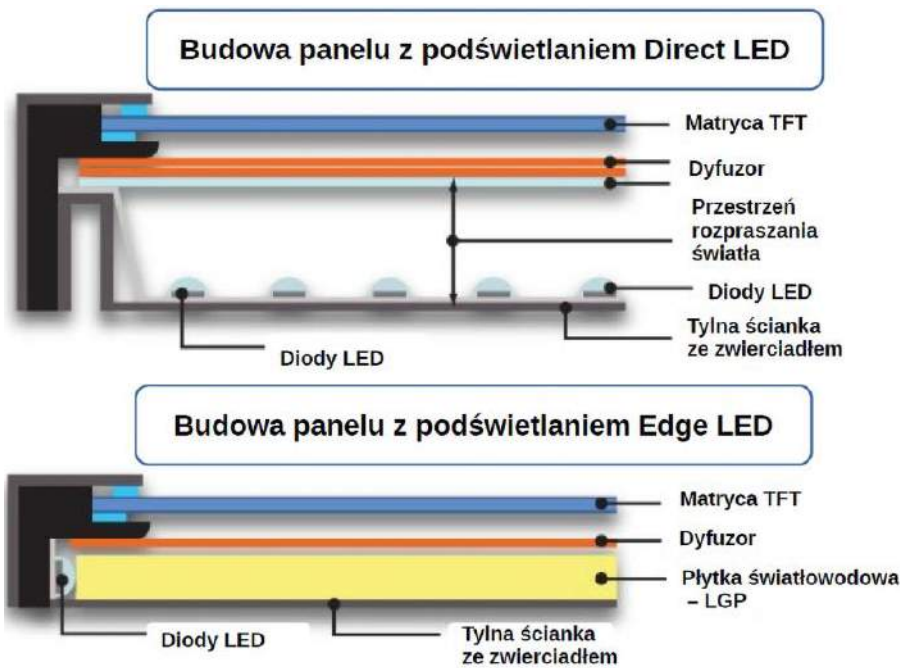 Budowa panelu z podświetlaniem Direct LED
Matryca TFT
Dyfuzor
Przestrzeń
rozpraszania
światła
Diody LED
Tylna ścianka
ze zwierciadłem
Diody LED
Budowa panelu z podświetlaniem Edge LED
Matryca TFT
Dyfuzor
Płytka światłowodowa
– LGP
Diody LED
Tylna ścianka
ze zwierciadłem